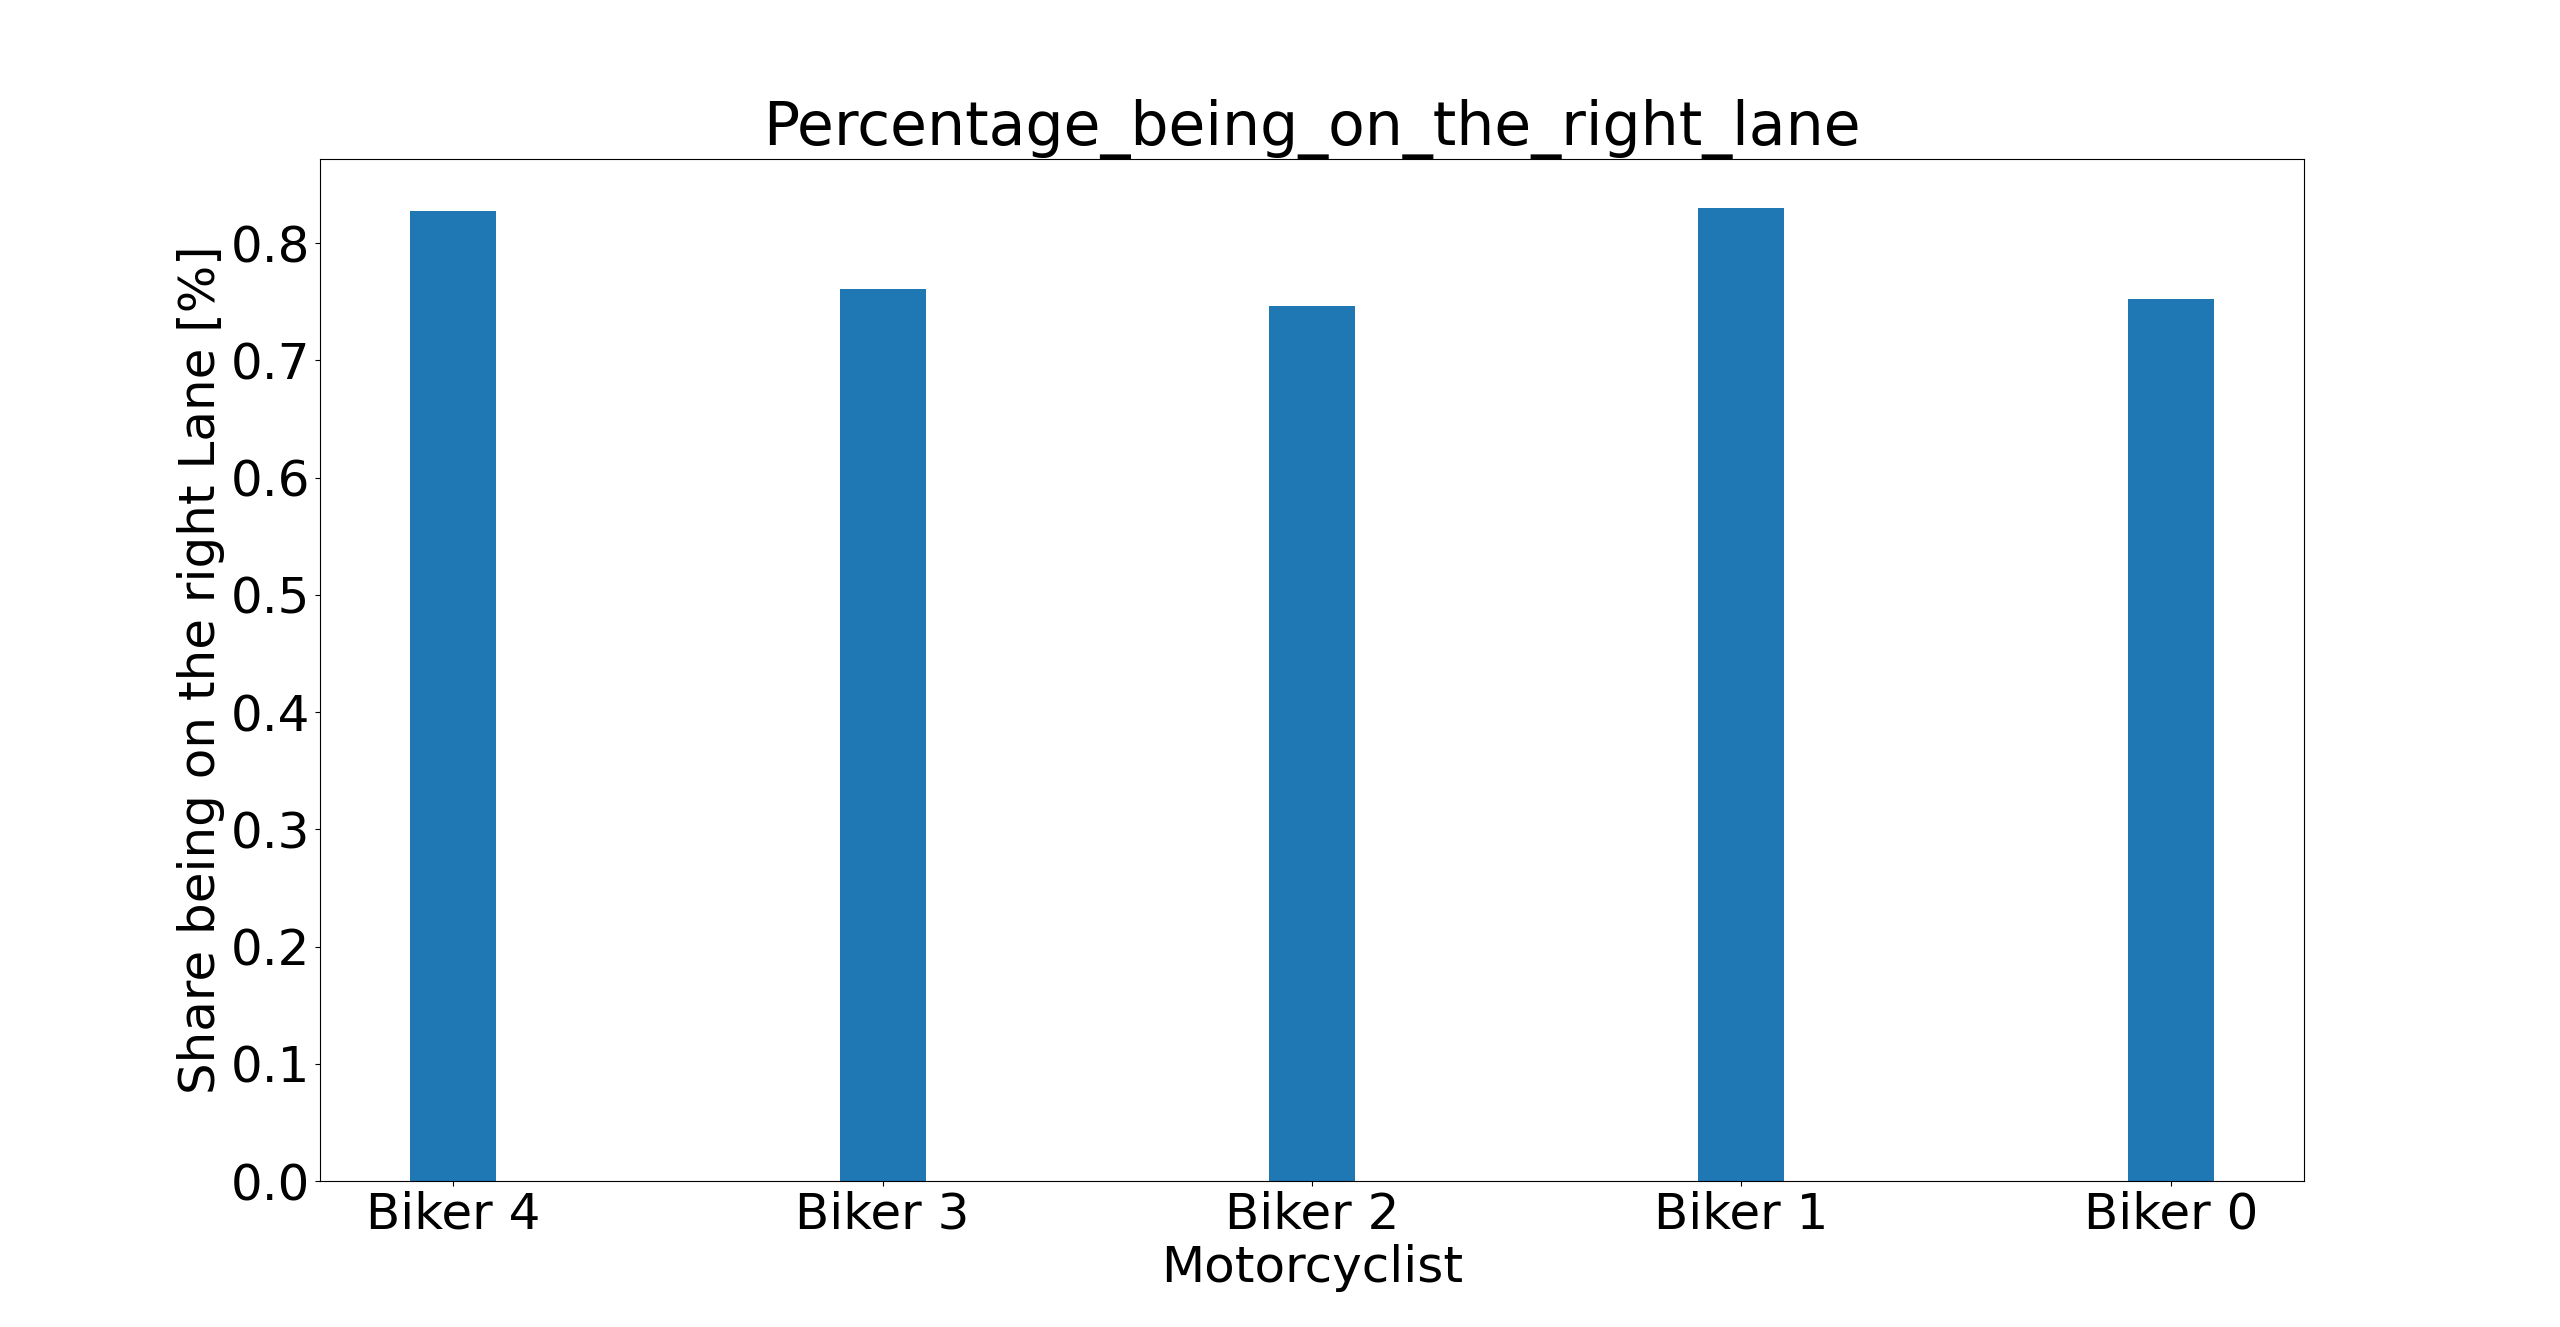 Percentage_being_on_the_right_lane
Share being on the right Lane [%]
0.8
0.7
0.6
0.5
0.4
0.3
0.2
0.1
0.0
Biker 4 Biker 3 Biker 2 Biker 1 Biker 0
Motorcyclist